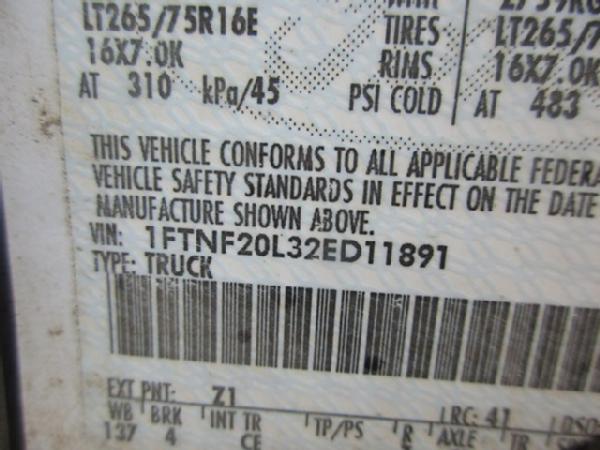 LT265/75R16E TIRES LT265/7
16X7.0K RIMS 16X7.0K
AT 310 kPa/45 PSI COLD AT 483
THIS VEHICLE CONFORMS TO ALL APPLICABLE FEDERA
VEHICLE SAFETY STANDARDS IN EFFECT ON THE DATE
MANUFACTURE SHOWN ABOVE.
VIN: 1FTNF20L32ED11891
TYPE: TRUCK
EXT PNT: Z1 RC: 41 DSO
WB BRK INT TR TP/PS R AXLE TR
137 4 CE